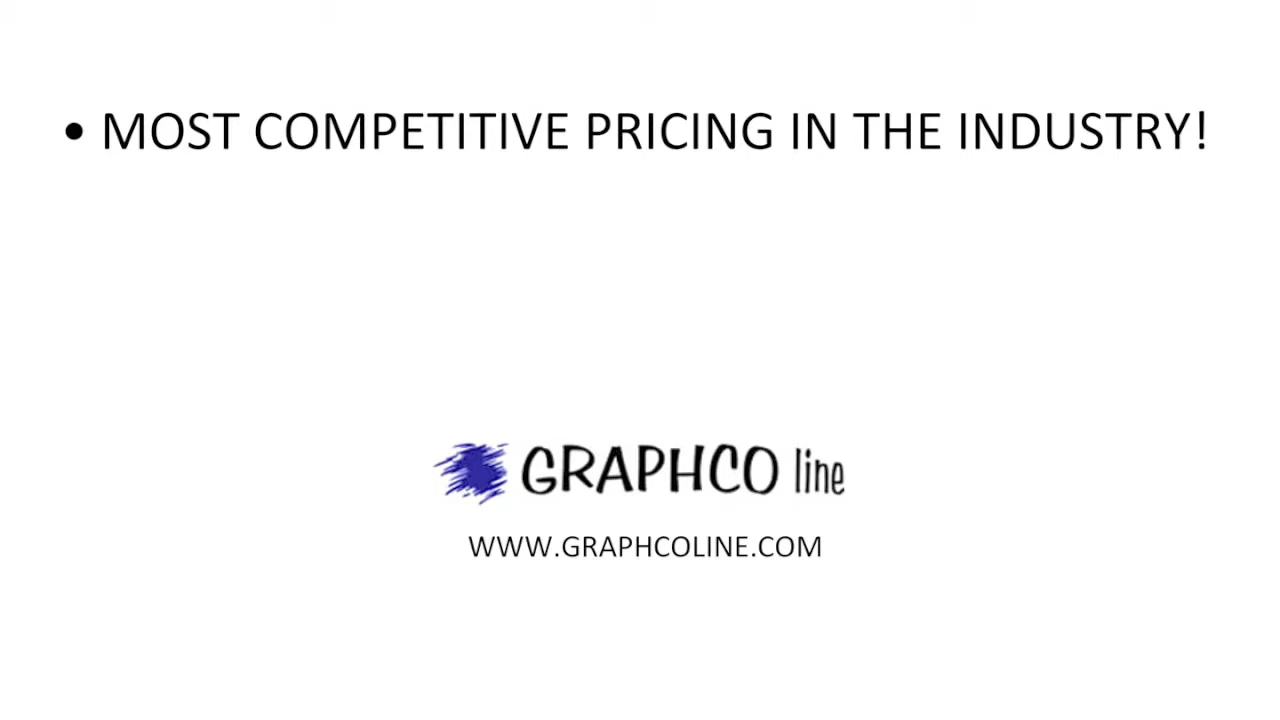 • MOST COMPETITIVE PRICING IN THE INDUSTRY!
GRAPHCO line
WWW.GRAPHCOLINE.COM